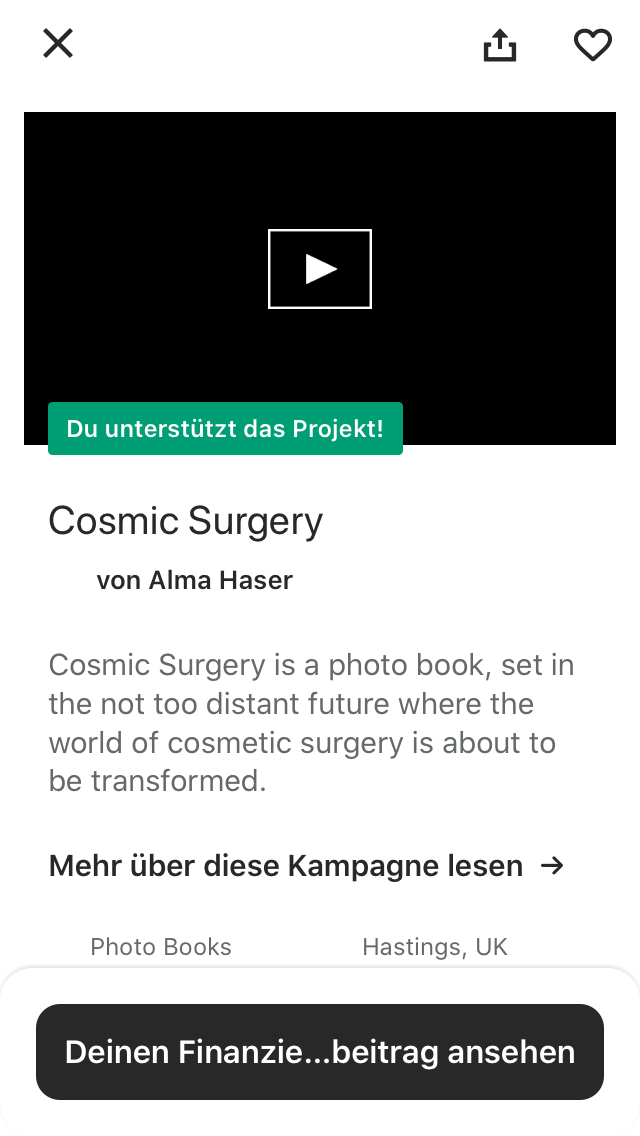 Du unterstützt das Projekt!
Cosmic Surgery
von Alma Haser
Cosmic Surgery is a photo book, set in
the not too distant future where the
world of cosmetic surgery is about to
be transformed.
Mehr über diese Kampagne lesen →
Photo Books
Hastings, UK
Deinen Finanzie...beitrag ansehen